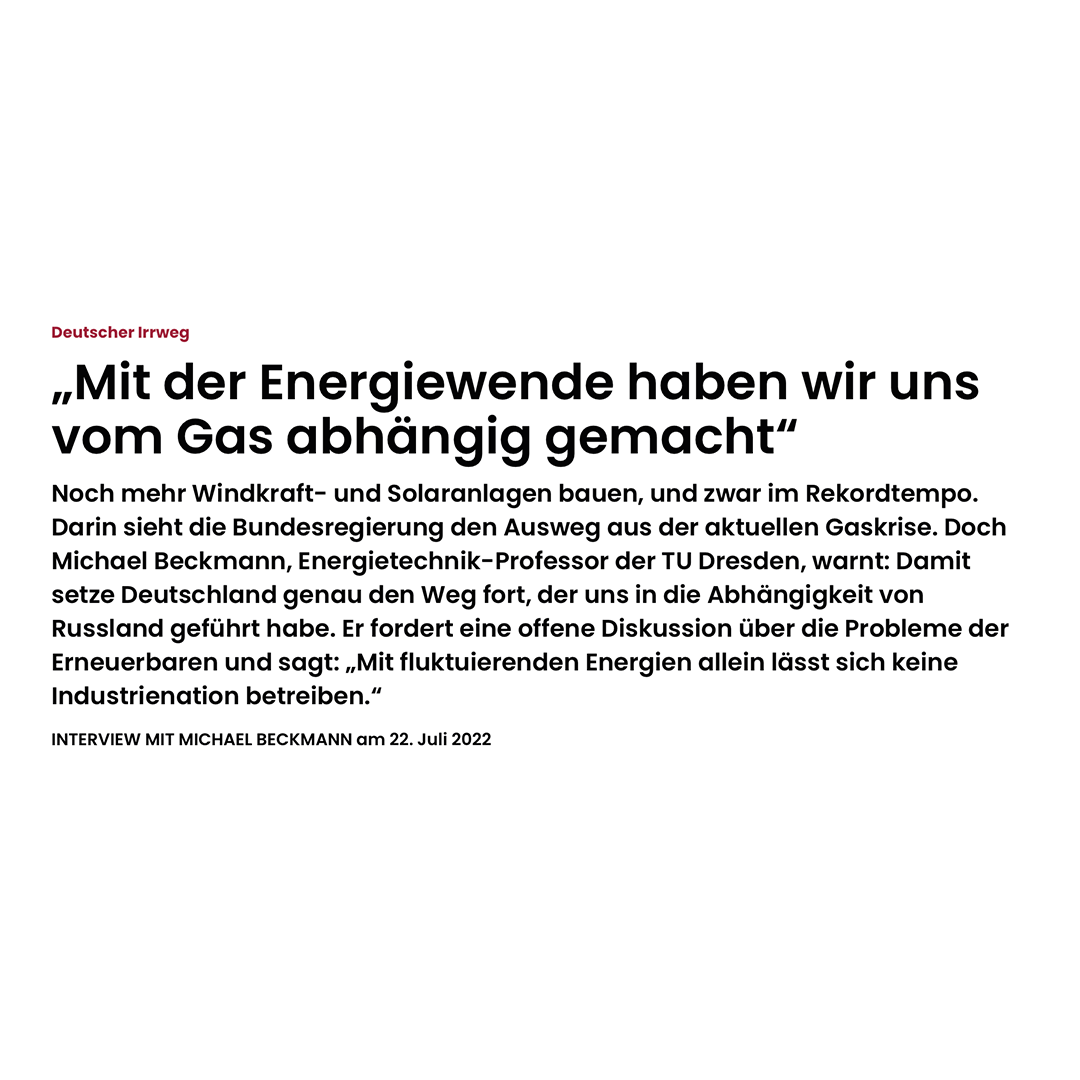 Deutscher Irrweg
„Mit der Energiewende haben wir uns
vom Gas abhängig gemacht“
Noch mehr Windkraft- und Solaranlagen bauen, und zwar im Rekordtempo.
Darin sieht die Bundesregierung den Ausweg aus der aktuellen Gaskrise. Doch
Michael Beckmann, Energietechnik-Professor der TU Dresden, warnt: Damit
setze Deutschland genau den Weg fort, der uns in die Abhängigkeit von
Russland geführt habe. Er fordert eine offene Diskussion über die Probleme der
Erneuerbaren und sagt: „Mit fluktuierenden Energien allein lässt sich keine
Industrienation betreiben.“
INTERVIEW MIT MICHAEL BECKMANN am 22. Juli 2022